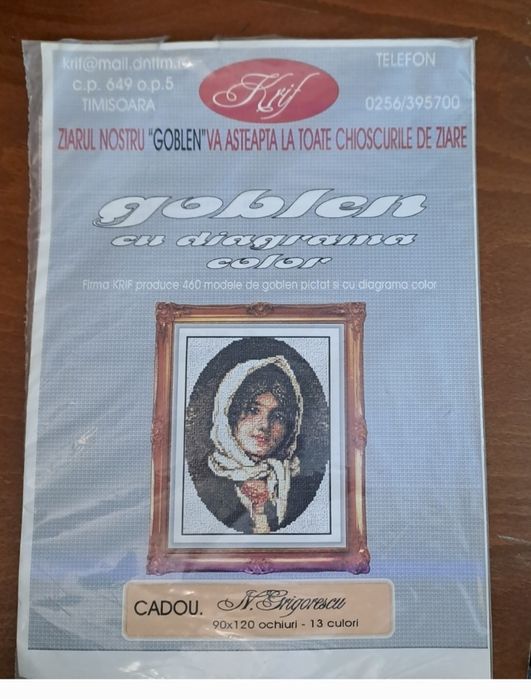 krif@mail.dntim.ro
c.p. 649 o.p.5
TIMISOARA
Krif
TELEFON
0256/395700
ZIARUL NOSTRU "GOBLEN" VA ASTEAPTA LA TOATE CHIOSCURILE DE ZIARE
goblen
cu diagrama
color
Firma KRIF produce 460 modele de goblen pictat si cu diagrama color
CADOU. N. Grigorescu
90x120 ochiuri - 13 culori